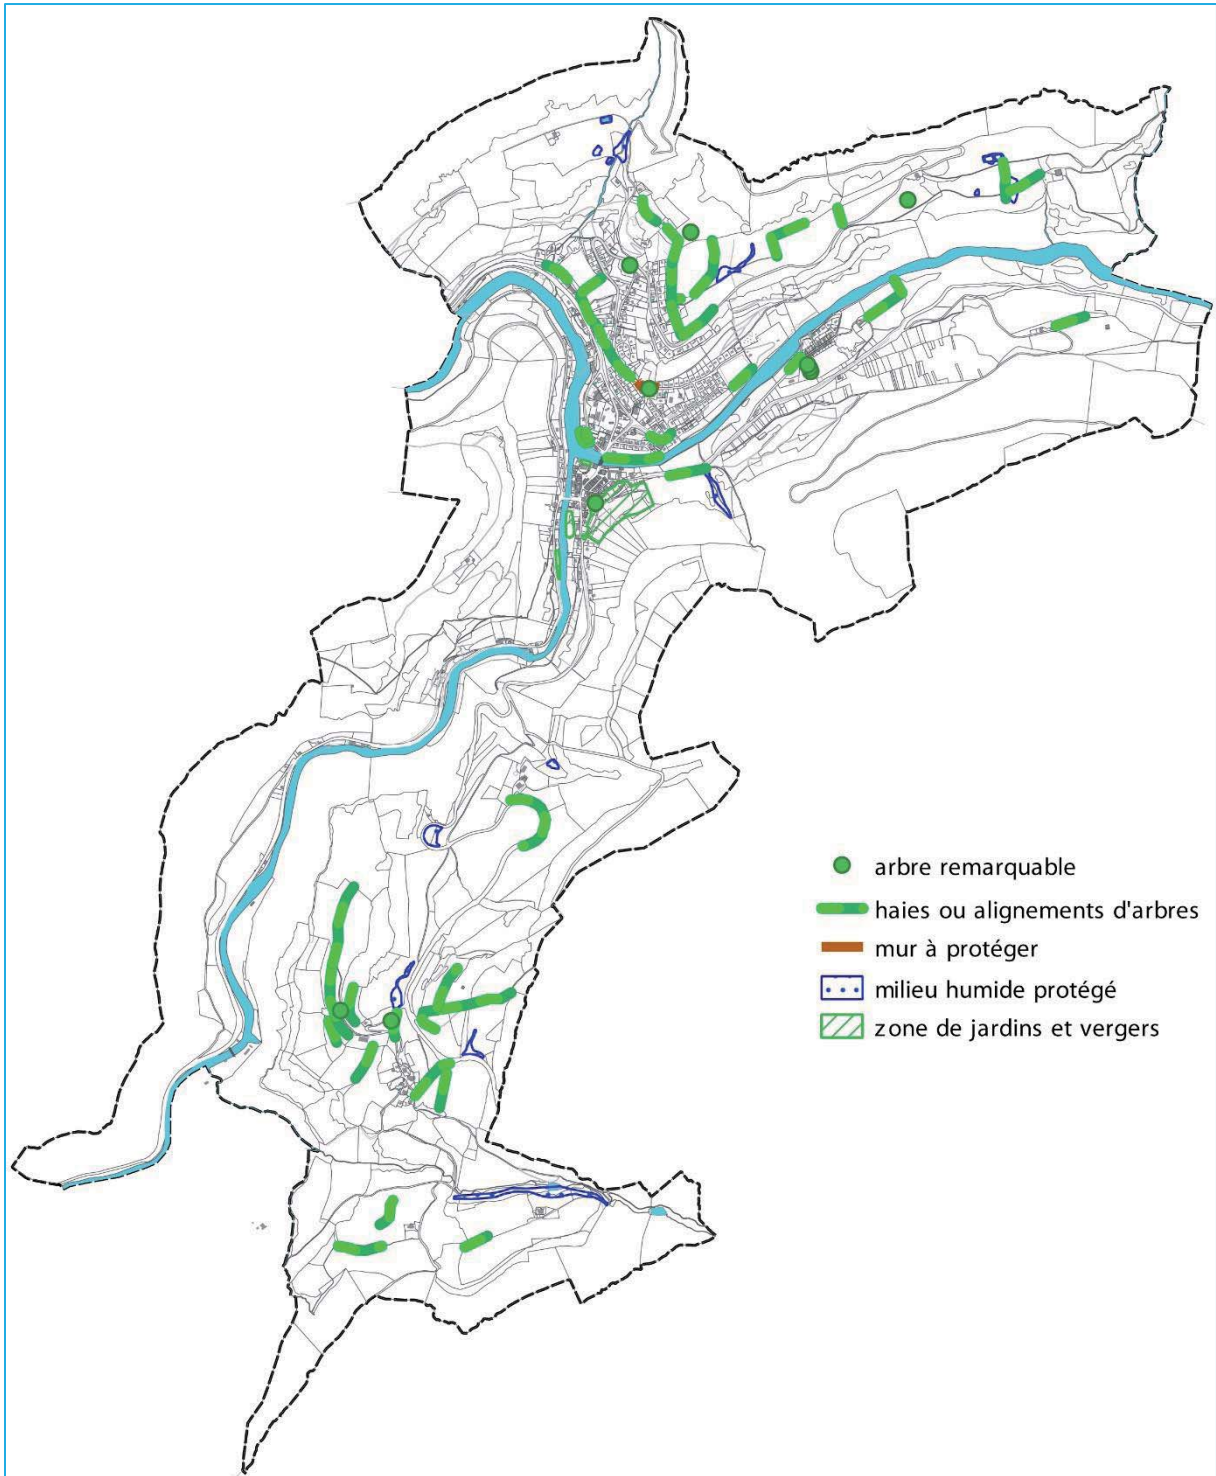 arbre remarquable
haies ou alignements d'arbres
mur à protéger
milieu humide protégé
zone de jardins et vergers